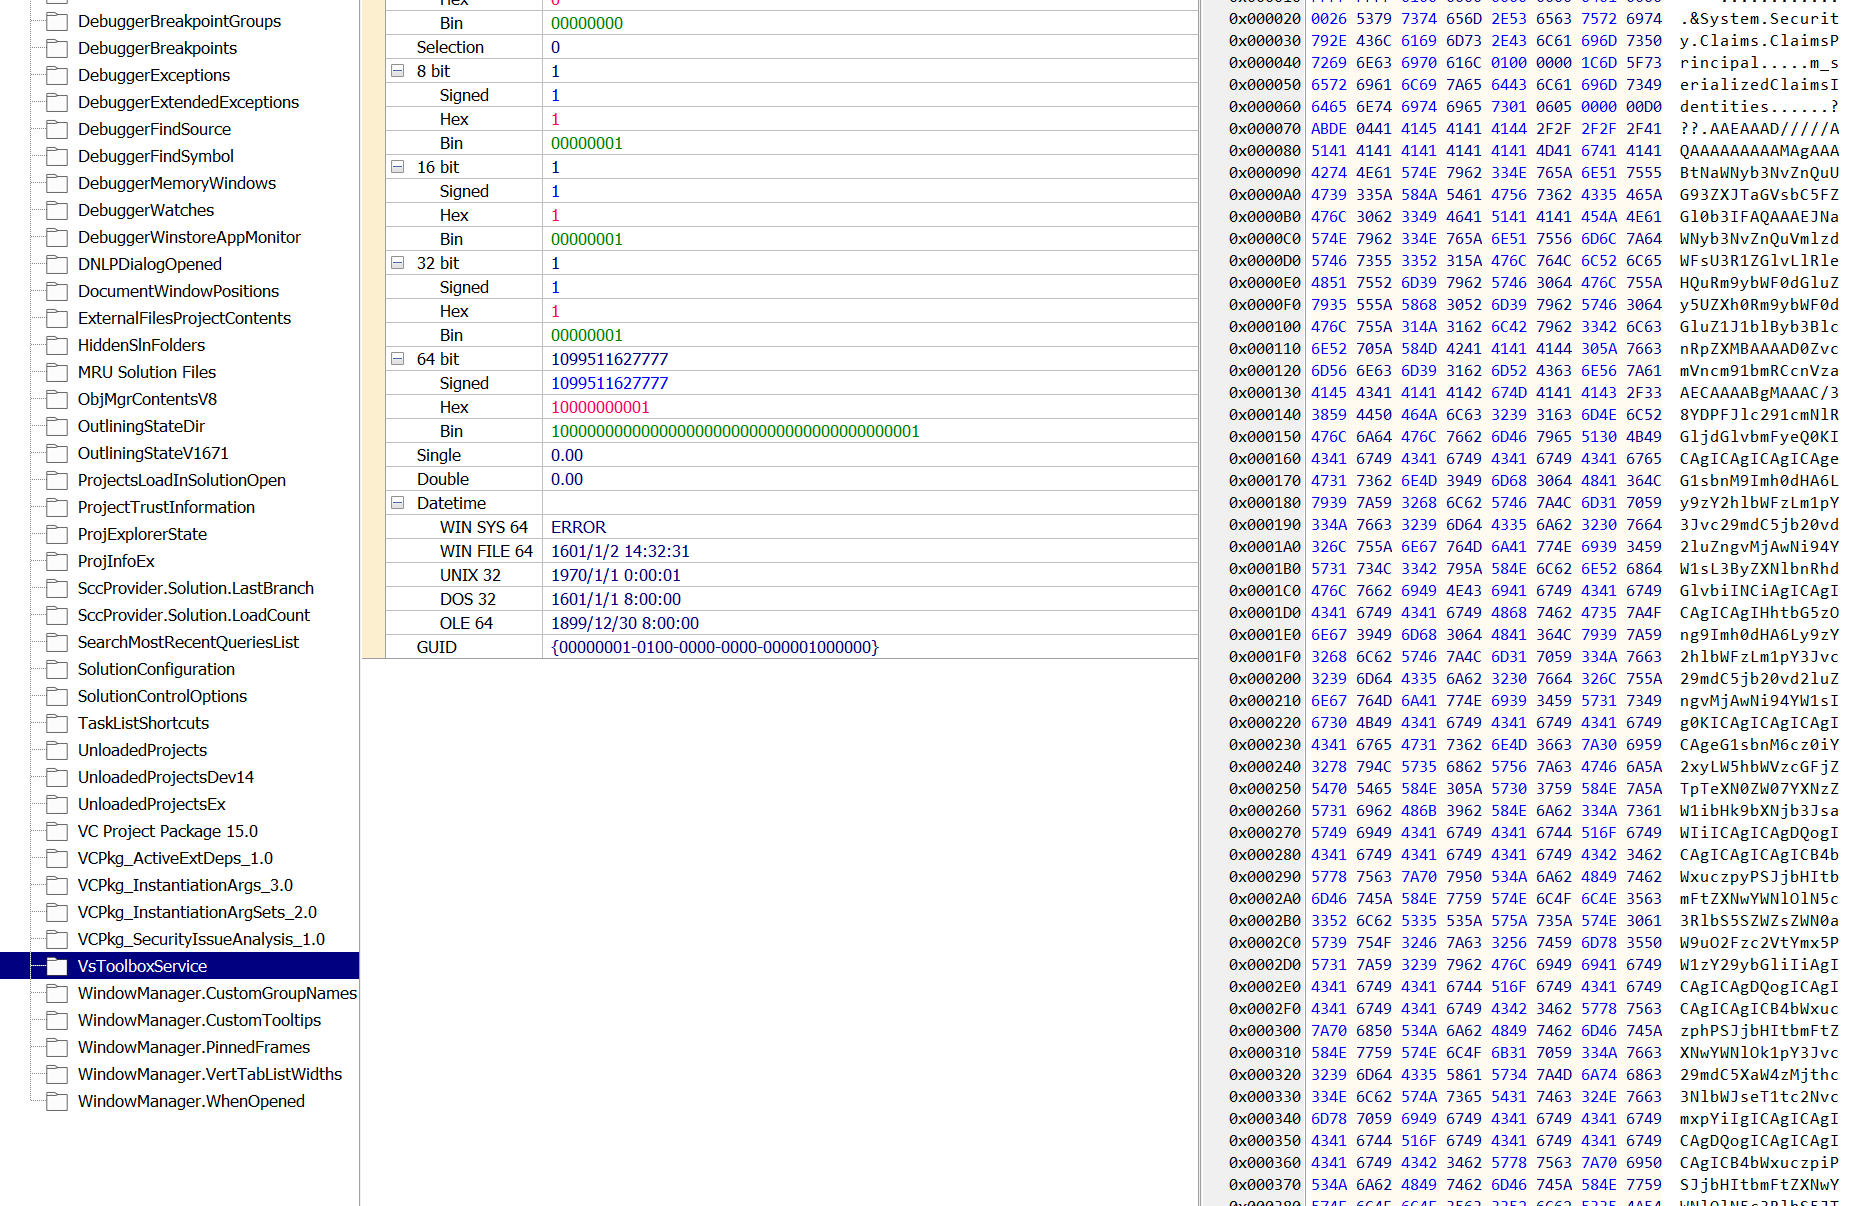 DebuggerBreakpointGroups
DebuggerBreakpoints
DebuggerExceptions
DebuggerExtendedExceptions
DebuggerFindSource
DebuggerFindSymbol
DebuggerMemoryWindows
DebuggerWatches
DebuggerWinstoreAppMonitor
DNLPDialogOpened
DocumentWindowPositions
ExternalFilesProjectContents
HiddenSlnFolders
MRU Solution Files
ObjMgrContentsV8
OutliningStateDir
OutliningStateV1671
ProjectsLoadInSolutionOpen
ProjectTrustInformation
ProjExplorerState
ProjInfoEx
SccProvider.Solution.LastBranch
SccProvider.Solution.LoadCount
SearchMostRecentQueriesList
SolutionConfiguration
SolutionControlOptions
TaskListShortcuts
UnloadedProjects
UnloadedProjectsDev14
UnloadedProjectsEx
VC Project Package 15.0
VCPkg_ActiveExtDeps_1.0
VCPkg_InstantiationArgs_3.0
VCPkg_InstantiationArgSets_2.0
VCPkg_SecurityIssueAnalysis_1.0
VsToolboxService
WindowManager.CustomGroupNames
WindowManager.CustomTooltips
WindowManager.PinnedFrames
WindowManager.VertTabListWidths
WindowManager.WhenOpened
Hex 0
Bin 00000000
Selection 0
8 bit 1
Signed 1
Hex 1
Bin 00000001
16 bit 1
Signed 1
Hex 1
Bin 00000001
32 bit 1
Signed 1
Hex 1
Bin 00000001
64 bit 1099511627777
Signed 1099511627777
Hex 10000000001
Bin 10000000000000000000000000000000000000001
Single 0.00
Double 0.00
Datetime
WIN SYS 64 ERROR
WIN FILE 64 1601/1/2 14:32:31
UNIX 32 1970/1/1 0:00:01
DOS 32 1601/1/1 8:00:00
OLE 64 1899/12/30 8:00:00
GUID {00000001-0100-0000-0000-000001000000}
0x000020 0026 5379 7374 656D 2E53 6563 7572 6974 .&System.Securit
0x000030 792E 436C 6169 6D73 2E43 6C61 696D 7350 y.Claims.ClaimsP
0x000040 7269 6E63 6970 616C 0100 0000 1C6D 5F73 rincipal.....m_s
0x000050 6572 6961 6C69 7A65 6443 6C61 696D 7349 erializedClaimsI
0x000060 6465 6E74 6974 6965 7301 0605 0000 00D0 dentities......?
0x000070 ABDE 0441 4145 4141 4144 2F2F 2F2F 2F41 ??.AAEAAAD/////A
0x000080 5141 4141 4141 4141 4141 4D41 6741 4141 QAAAAAAAAAMAgAAA
0x000090 4274 4E61 574E 7962 334E 765A 6E51 7555 BtNaWNyb3NvZnQuU
0x0000A0 4739 335A 584A 5461 4756 7362 4335 465A G93ZXJTaGVsbC5FZ
0x0000B0 476C 3062 3349 4641 5141 4141 454A 4E61 Gl0b3IFAQAAAEJNa
0x0000C0 574E 7962 334E 765A 6E51 7556 6D6C 7A64 WNyb3NvZnQuVmlzd
0x0000D0 5746 7355 3352 315A 476C 764C 6C52 6C65 WFsU3R1ZGlvLlRle
0x0000E0 4851 7552 6D39 7962 5746 3064 476C 755A HQuRm9ybWF0dGluZ
0x0000F0 7935 555A 5868 3052 6D39 7962 5746 3064 y5UZXh0Rm9ybWF0d
0x000100 476C 755A 314A 3162 6C42 7962 3342 6C63 GluZ1J1blByb3Blc
0x000110 6E52 705A 584D 4241 4141 4144 305A 7663 nRpZXMBAAAAD0Zvc
0x000120 6D56 6E63 6D39 3162 6D52 4363 6E56 7A61 mVncm91bmRCcnVza
0x000130 4145 4341 4141 4142 674D 4141 4143 2F33 AECAAAABgMAAAC/3
0x000140 3859 4450 464A 6C63 3239 3163 6D4E 6C52 8YDPFJlc291cmNlR
0x000150 476C 6A64 476C 7662 6D46 7965 5130 4B49 GljdGlvbmFyeQ0KI
0x000160 4341 6749 4341 6749 4341 6749 4341 6765 CAgICAgICAgICAge
0x000170 4731 7362 6E4D 3949 6D68 3064 4841 364C G1sbnM9Imh0dHA6L
0x000180 7939 7A59 3268 6C62 5746 7A4C 6D31 7059 y9zY2hlbWFzLm1pY
0x000190 334A 7663 3239 6D64 4335 6A62 3230 7664 3Jvc29mdC5jb20vd
0x0001A0 326C 755A 6E67 764D 6A41 774E 6939 3459 2luZngvMjAwNi94Y
0x0001B0 5731 734C 3342 795A 584E 6C62 6E52 6864 W1sL3ByZXNlbnRhd
0x0001C0 476C 7662 6949 4E43 6941 6749 4341 6749 GlvbiINCiAgICAgI
0x0001D0 4341 6749 4341 6749 4868 7462 4735 7A4F CAgICAgIHhtbG5zO
0x0001E0 6E67 3949 6D68 3064 4841 364C 7939 7A59 ng9Imh0dHA6Ly9zY
0x0001F0 3268 6C62 5746 7A4C 6D31 7059 334A 7663 2hlbWFzLm1pY3Jvc
0x000200 3239 6D64 4335 6A62 3230 7664 326C 755A 29mdC5jb20vd2luZ
0x000210 6E67 764D 6A41 774E 6939 3459 5731 7349 ngvMjAwNi94YW1sI
0x000220 6730 4B49 4341 6749 4341 6749 4341 6749 g0KICAgICAgICAgI
0x000230 4341 6765 4731 7362 6E4D 3663 7A30 6959 CAgeG1sbnM6cz0iY
0x000240 3278 794C 5735 6862 5756 7A63 4746 6A5A 2xyLW5hbWVzcGFjZ
0x000250 5470 5465 584E 305A 5730 3759 584E 7A5A TpTeXN0ZW07YXNzZ
0x000260 5731 6962 486B 3962 584E 6A62 334A 7361 W1ibHk9bXNjb3Jsa
0x000270 5749 6949 4341 6749 4341 6744 516F 6749 WIiICAgICAgDQogI
0x000280 4341 6749 4341 6749 4341 6749 4342 3462 CAgICAgICAgICB4b
0x000290 5778 7563 7A70 7950 534A 6A62 4849 7462 WxuczpyPSJjbHItb
0x0002A0 6D46 745A 584E 7759 574E 6C4F 6C4E 3563 mFtZXNwYWNlOlN5c
0x0002B0 3352 6C62 5335 535A 575A 735A 574E 3061 3RlbS5SZWZsZWN0a
0x0002C0 5739 754F 3246 7A63 3256 7459 6D78 3550 W9uO2Fzc2VtYmx5P
0x0002D0 5731 7A59 3239 7962 476C 6949 6941 6749 W1zY29ybGliIiAgI
0x0002E0 4341 6749 4341 6744 516F 6749 4341 6749 CAgICAgDQogICAgI
0x0002F0 4341 6749 4341 6749 4342 3462 5778 7563 CAgICAgICB4bWxuc
0x000300 7A70 6850 534A 6A62 4849 7462 6D46 745A zphPSJjbHItbmFtZ
0x000310 584E 7759 574E 6C4F 6B31 7059 334A 7663 XNwYWNlOk1pY3Jvc
0x000320 3239 6D64 4335 5861 5734 7A4D 6A74 6863 29mdC5XaW4zMjthc
0x000330 334E 6C62 574A 7365 5431 7463 324E 7663 3NlbWJseT1tc2Nvc
0x000340 6D78 7059 6949 6749 4341 6749 4341 6749 mxpYiIgICAgICAgI
0x000350 4341 6744 516F 6749 4341 6749 4341 6749 CAgDQogICAgICAgI
0x000360 4341 6749 4342 3462 5778 7563 7A70 6950 CAgICB4bWxuczpiP
0x000370 534A 6A62 4849 7462 6D46 745A 584E 7759 SJjbHItbmFtZXNwY